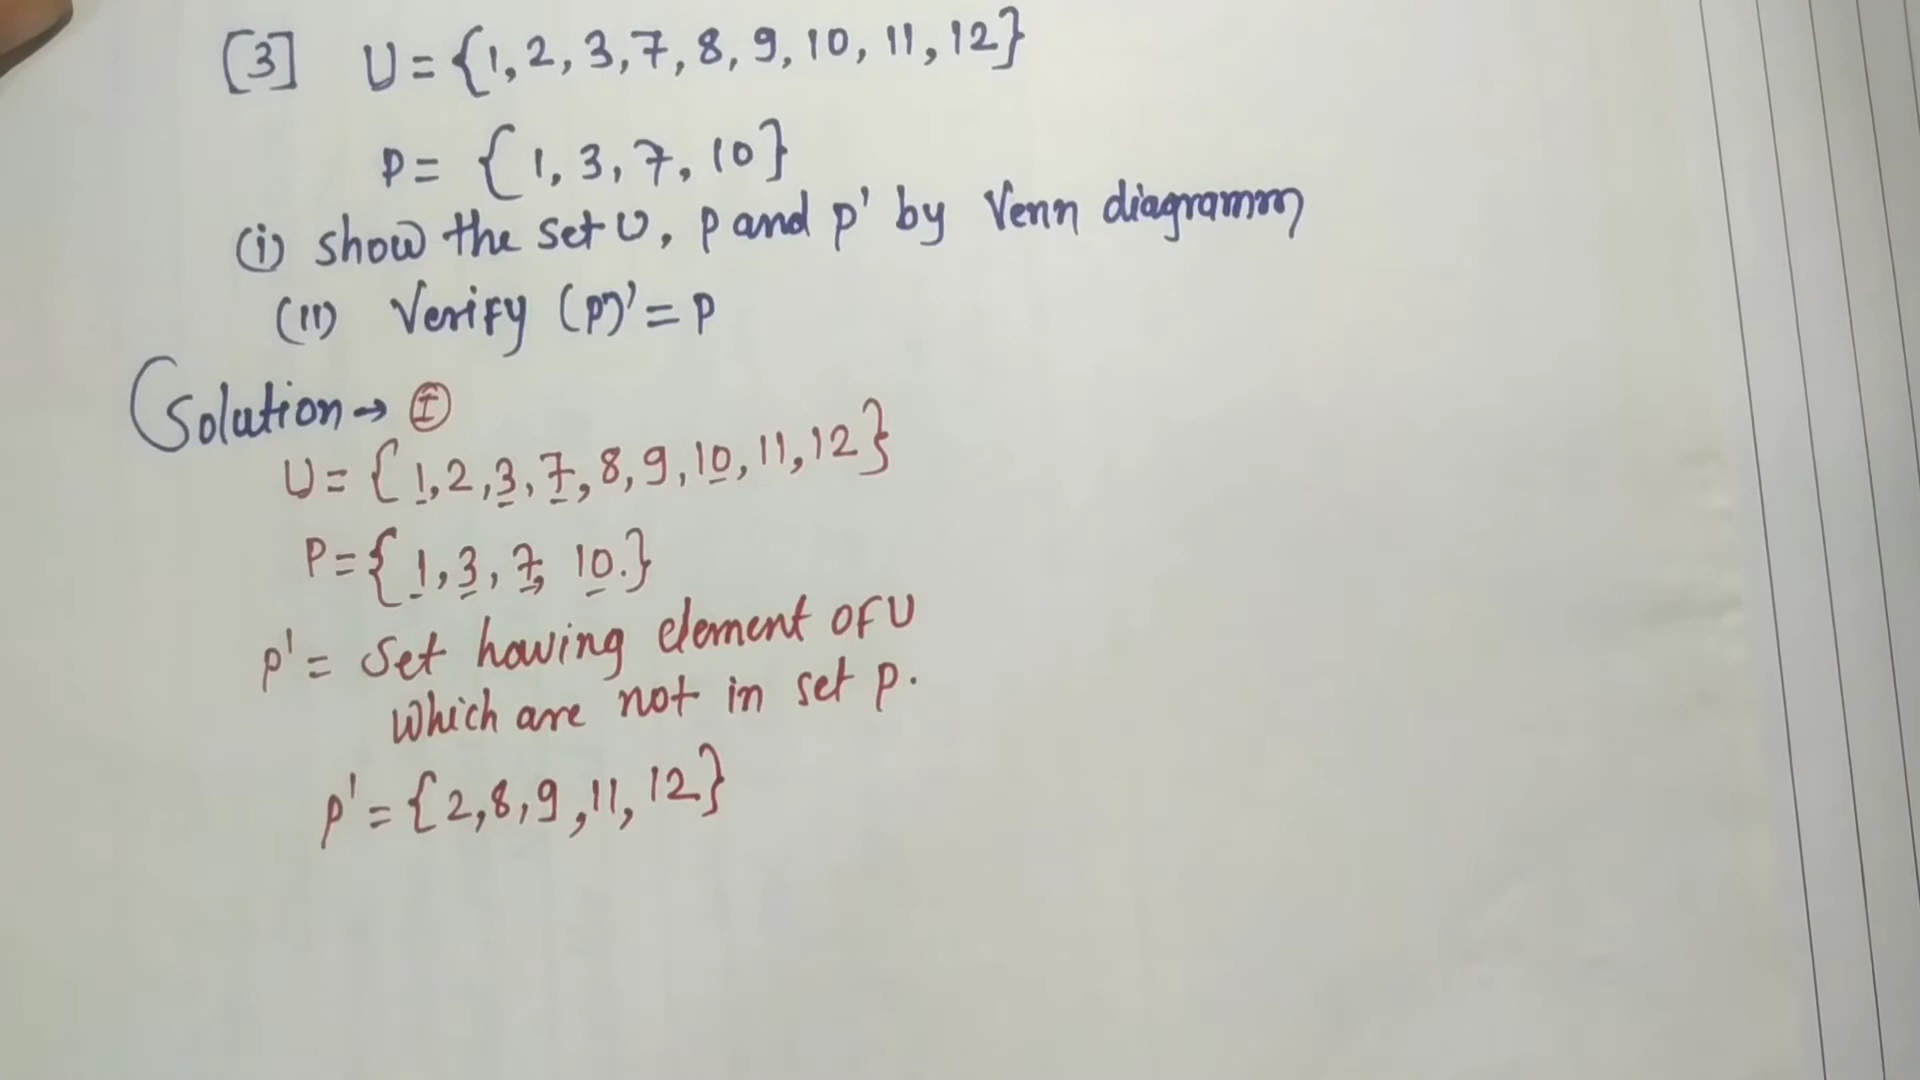 [3] U = {1, 2, 3, 7, 8, 9, 10, 11, 12}
P = {1, 3, 7, 10}
(i) show the set U, p and p' by Venn diagramm
(ii) Verify (P')' = P
Solution → (I)
U = {1, 2, 3, 7, 8, 9, 10, 11, 12}
P = {1, 3, 7, 10.}
p' = Set having element of U
which are not in set p.
p' = {2, 8, 9, 11, 12}